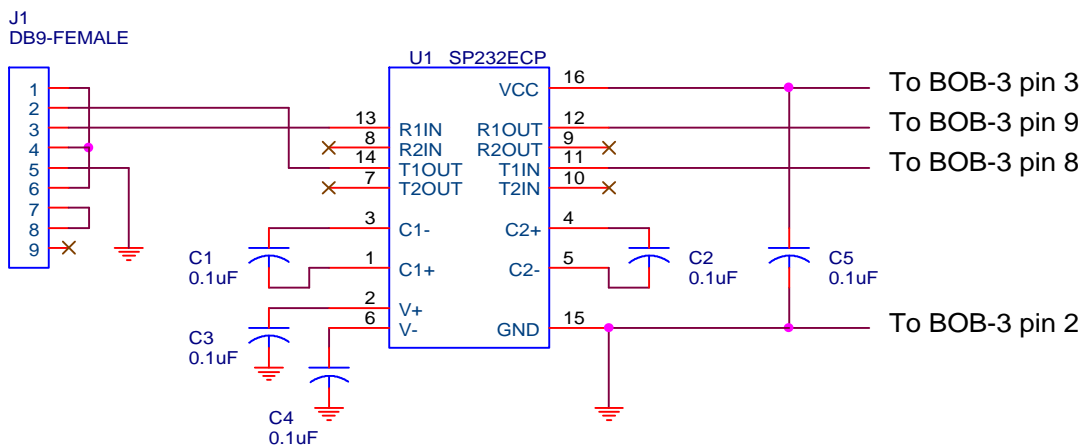 J1
DB9-FEMALE
1
2
3
4
5
6
7
8
9
U1 SP232ECP
13 R1IN
8 R2IN
14 T1OUT
7 T2OUT
3 C1-
1 C1+
2 V+
6 V-
VCC 16
R1OUT 12
R2OUT 9
T1IN 11
T2IN 10
C2+ 4
C2- 5
GND 15
To BOB-3 pin 3
To BOB-3 pin 9
To BOB-3 pin 8
C1
0.1uF
C2
0.1uF
C5
0.1uF
C3
0.1uF
To BOB-3 pin 2
C4
0.1uF